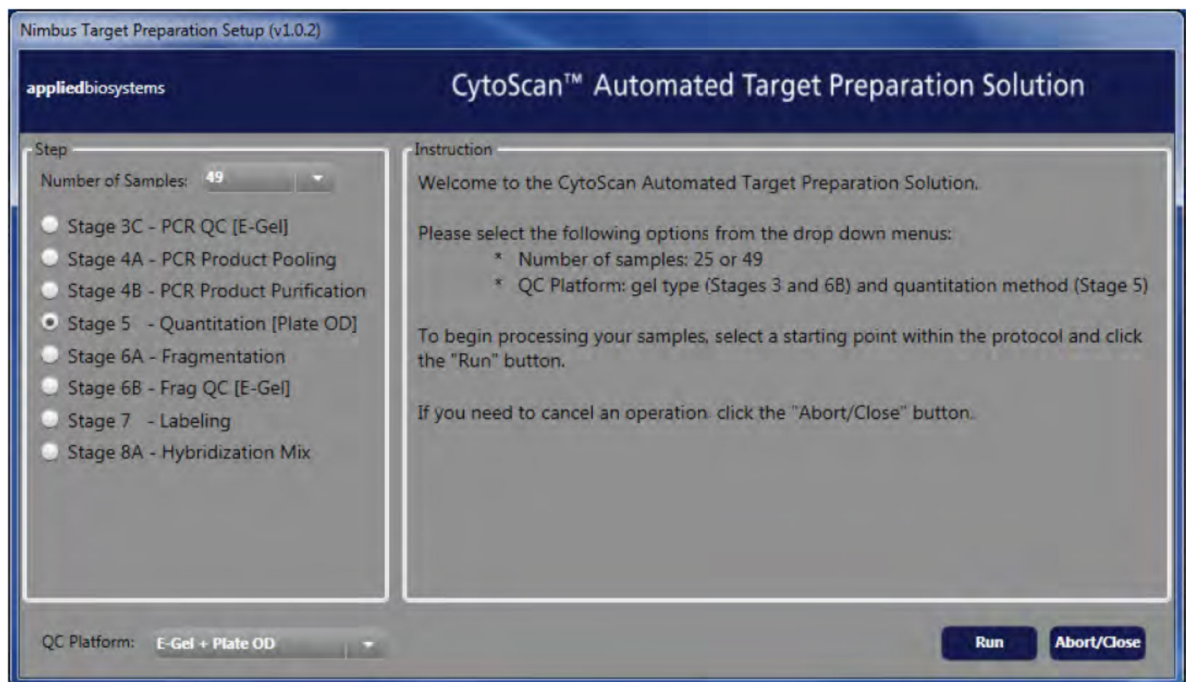 Nimbus Target Preparation Setup (v1.0.2)
appliedbiosystems
CytoScan™ Automated Target Preparation Solution
Step
Number of Samples: 49
Stage 3C - PCR QC [E-Gel]
Stage 4A - PCR Product Pooling
Stage 4B - PCR Product Purification
Stage 5 - Quantitation [Plate OD]
Stage 6A - Fragmentation
Stage 6B - Frag QC [E-Gel]
Stage 7 - Labeling
Stage 8A - Hybridization Mix
Instruction
Welcome to the CytoScan Automated Target Preparation Solution.
Please select the following options from the drop down menus:
* Number of samples: 25 or 49
* QC Platform: gel type (Stages 3 and 6B) and quantitation method (Stage 5)
To begin processing your samples, select a starting point within the protocol and click
the "Run" button.
If you need to cancel an operation click the "Abort/Close" button.
QC Platform: E-Gel + Plate OD
Run
Abort/Close